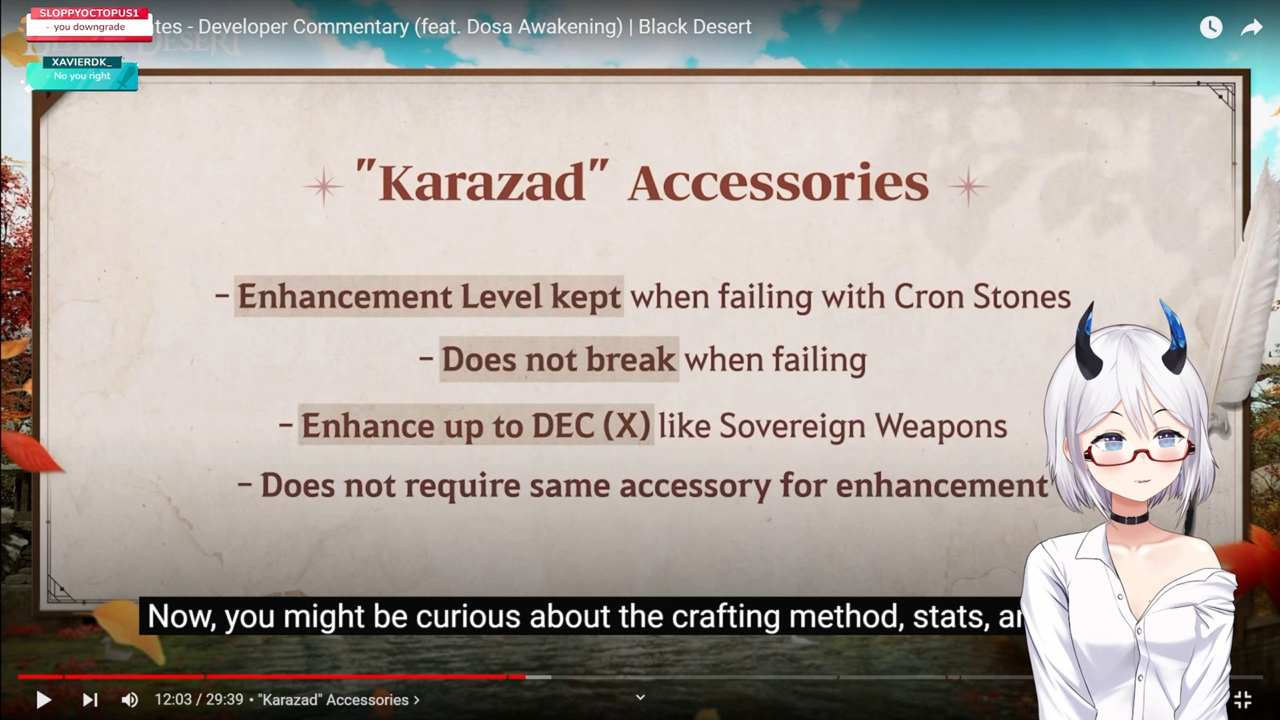 SLOPPYOCTOPUS1
you downgrade
XAVIERDK_
No you right
tes - Developer Commentary (feat. Dosa Awakening) | Black Desert
"Karazad" Accessories
- Enhancement Level kept when failing with Cron Stones
- Does not break when failing
- Enhance up to DEC (X) like Sovereign Weapons
- Does not require same accessory for enhancement
Now, you might be curious about the crafting method, stats, an
12:03 / 29:39 • "Karazad" Accessories >